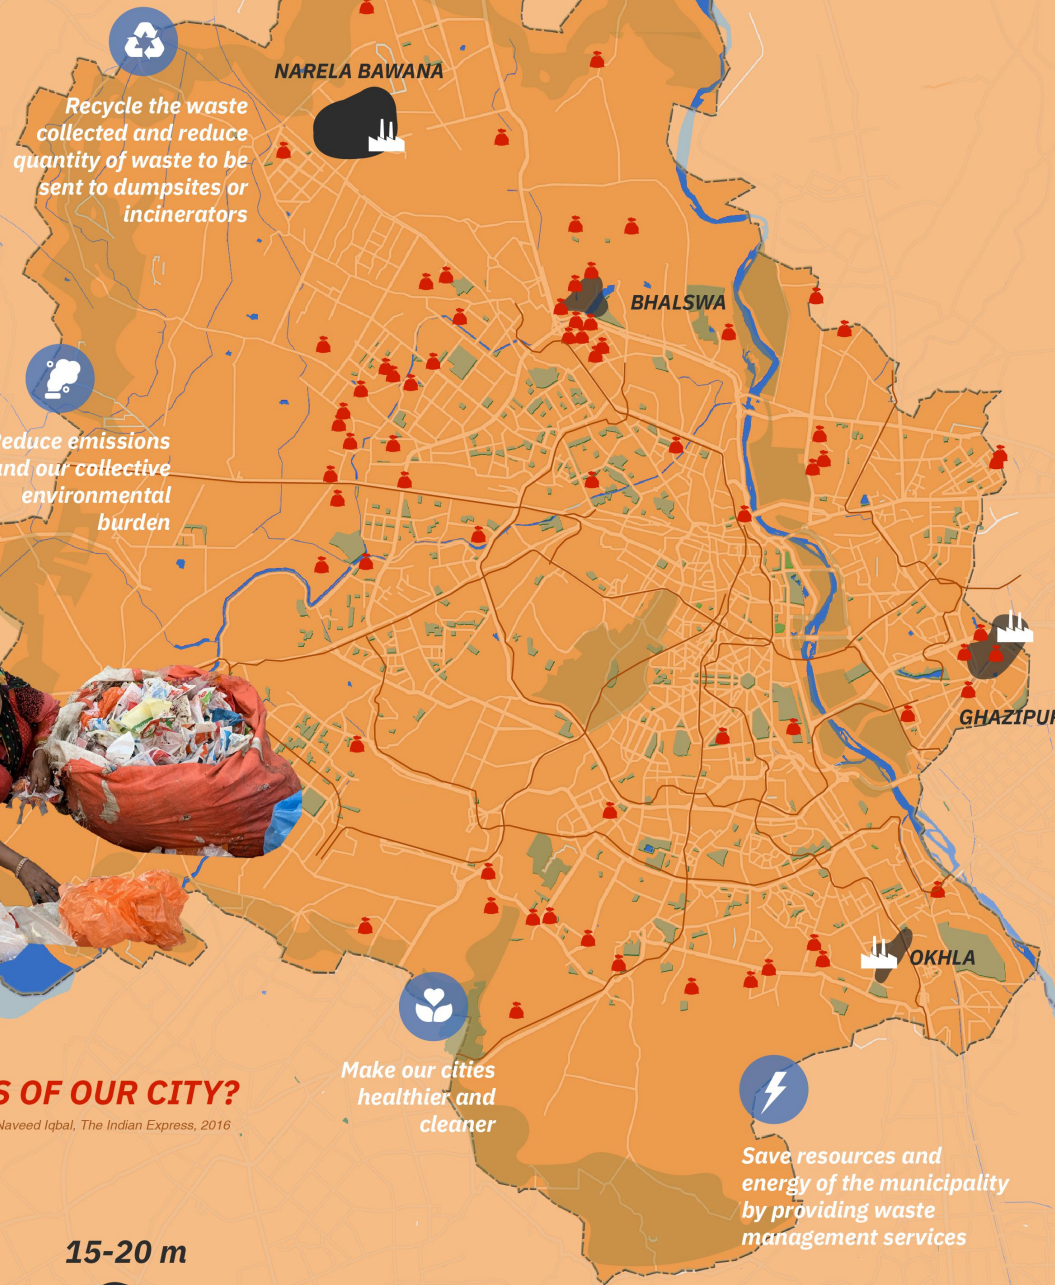 NARELA BAWANA
Recycle the waste
collected and reduce
quantity of waste to be
sent to dumpsites or
incinerators
BHALSWA
Reduce emissions
and our collective
environmental
burden
GHAZIPUR
OKHLA
Make our cities
healthier and
cleaner
S OF OUR CITY?
Naveed Iqbal, The Indian Express, 2016
Save resources and
energy of the municipality
by providing waste
management services
15-20 m